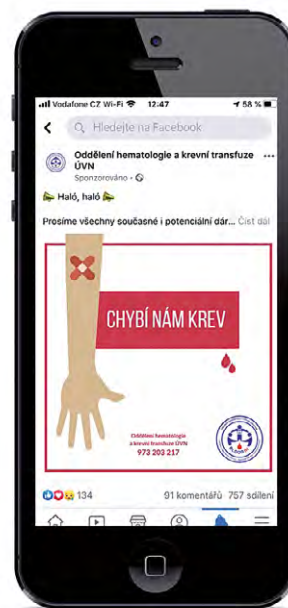 Vodafone CZ Wi-Fi 12:47 58 %
Hledejte na Facebook
Oddělení hematologie a krevní transfuze ...
ÚVN
Sponzorováno ·
Haló, haló
Prosíme všechny současné i potenciální dár... Číst dál
CHYBÍ NÁM KREV
Oddělení hematologie
a krevní transfuze ÚVN
973 203 217
134 91 komentářů 757 sdílení